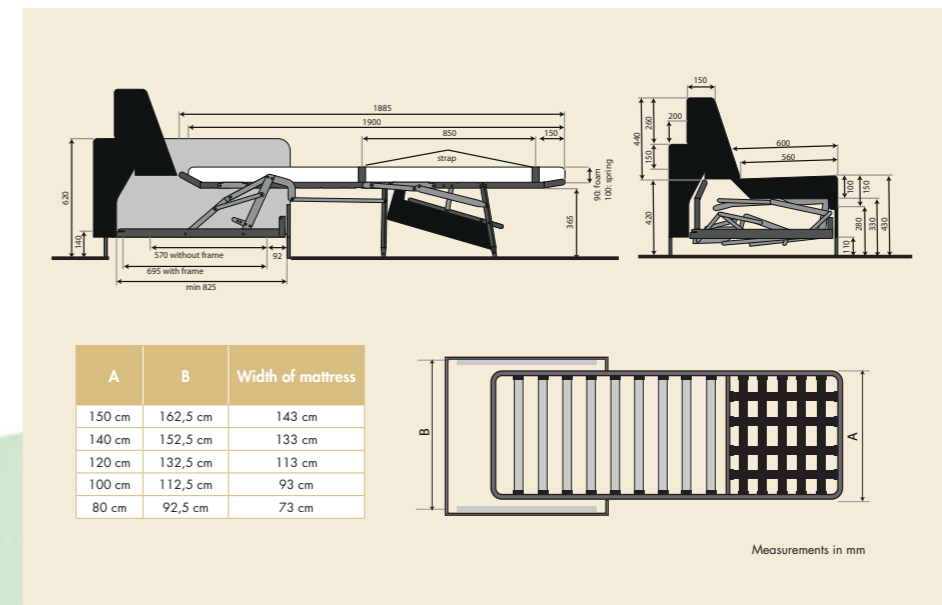 1885
1900
850
150
strap
90: foam
100: spring
620
140
365
570 without frame
92
695 with frame
min 825
150
440
260
200
150
600
560
420
100
150
110
280
330
430
A B Width of mattress
150 cm 162,5 cm 143 cm
140 cm 152,5 cm 133 cm
120 cm 132,5 cm 113 cm
100 cm 112,5 cm 93 cm
80 cm 92,5 cm 73 cm
B
A
Measurements in mm